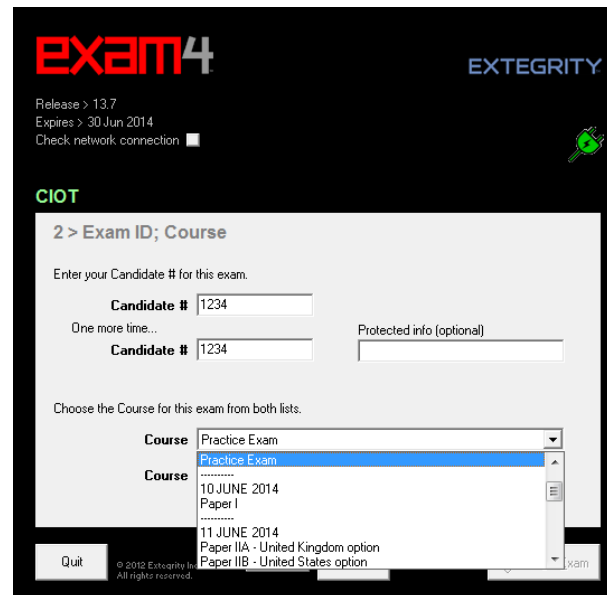 exam4
EXTEGRITY
Release > 13.7
Expires > 30 Jun 2014
Check network connection
CIOT
2 > Exam ID; Course
Enter your Candidate # for this exam.
Candidate # 1234
One more time...
Protected info (optional)
Candidate # 1234
Choose the Course for this exam from both lists.
Course Practice Exam
Practice Exam
Course ----------
10 JUNE 2014
Paper I
----------
11 JUNE 2014
Paper IIA - United Kingdom option
Paper IIB - United States option
Quit
© 2012 Extegrity In
All rights reserved.
xam